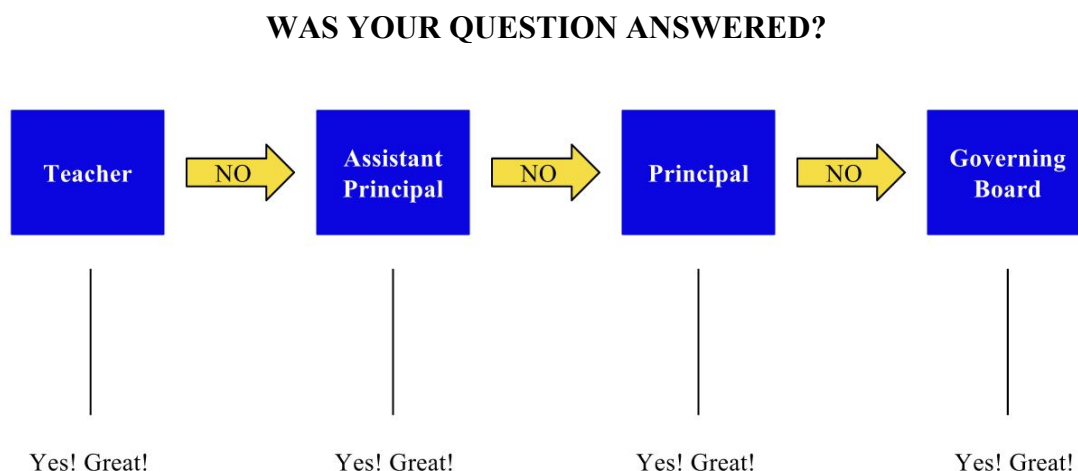 WAS YOUR QUESTION ANSWERED?
Teacher
NO
Assistant
Principal
NO
Principal
NO
Governing
Board
Yes! Great!
Yes! Great!
Yes! Great!
Yes! Great!